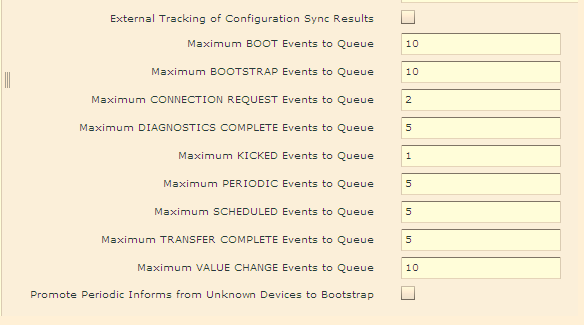 External Tracking of Configuration Sync Results
Maximum BOOT Events to Queue 10
Maximum BOOTSTRAP Events to Queue 10
Maximum CONNECTION REQUEST Events to Queue 2
Maximum DIAGNOSTICS COMPLETE Events to Queue 5
Maximum KICKED Events to Queue 1
Maximum PERIODIC Events to Queue 5
Maximum SCHEDULED Events to Queue 5
Maximum TRANSFER COMPLETE Events to Queue 5
Maximum VALUE CHANGE Events to Queue 10
Promote Periodic Informs from Unknown Devices to Bootstrap